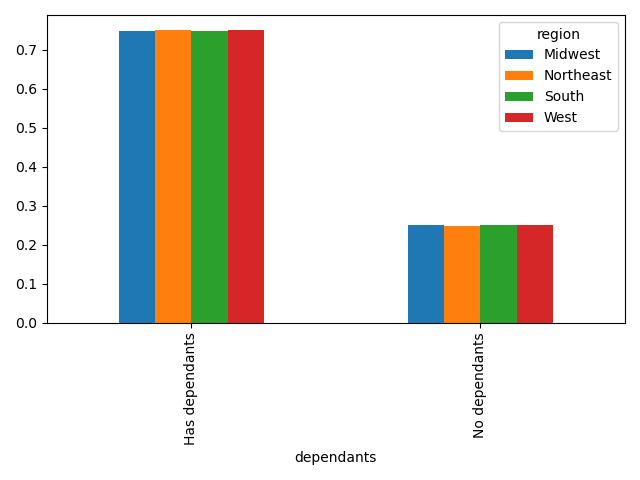 region
Midwest
Northeast
South
West
0.7
0.6
0.5
0.4
0.3
0.2
0.1
0.0
Has dependants
No dependants
dependants